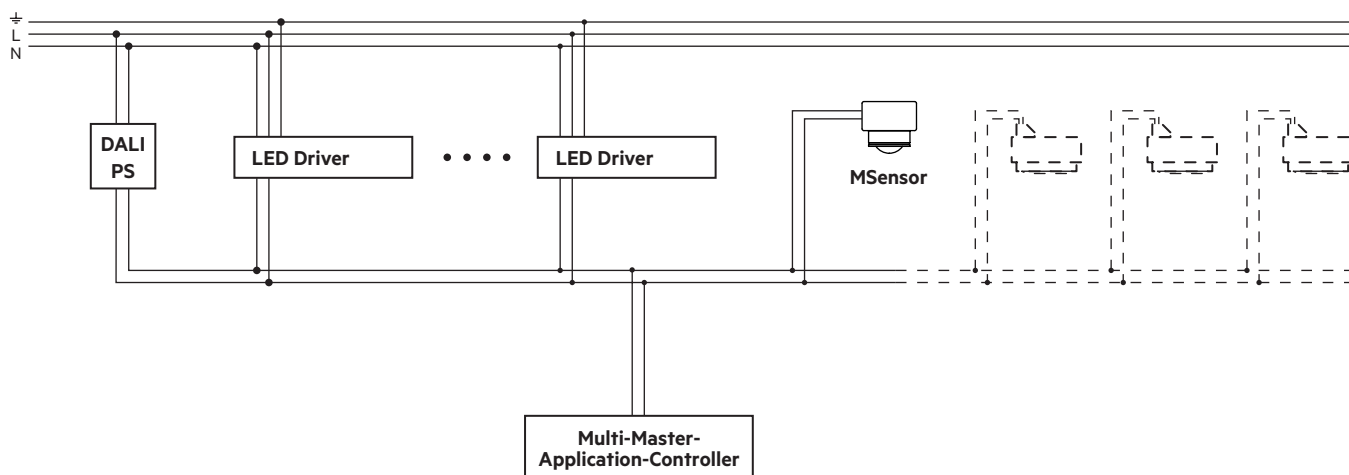 L
N
DALI
PS
LED Driver
LED Driver
MSensor
Multi-Master-
Application-Controller